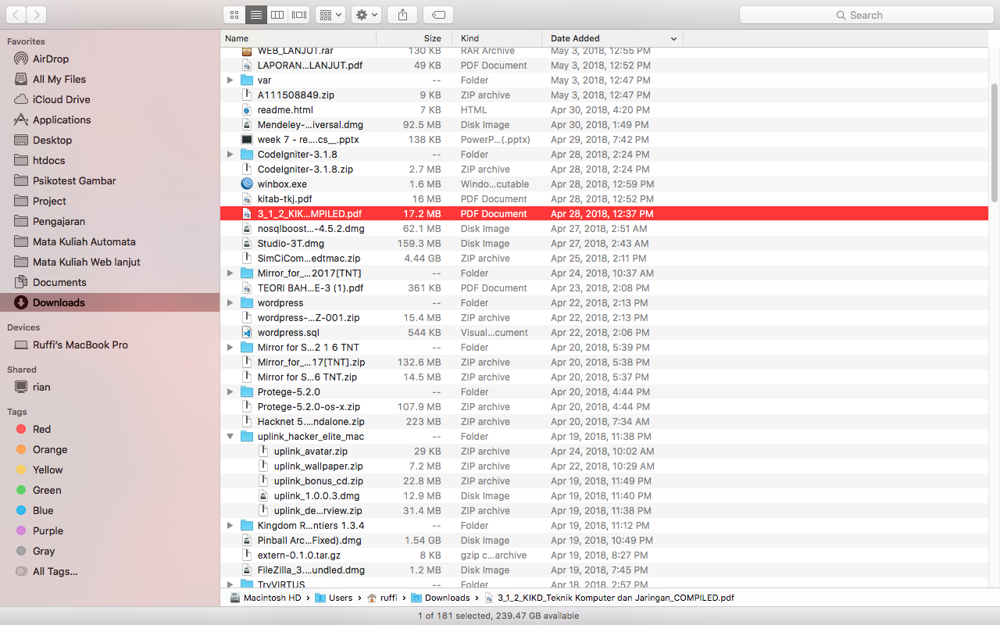 Search
Favorites
AirDrop
All My Files
iCloud Drive
Applications
Desktop
htdocs
Psikotest Gambar
Project
Pengajaran
Mata Kuliah Automata
Mata Kuliah Web lanjut
Documents
Downloads
Devices
Ruffi's MacBook Pro
Shared
rian
Tags
Red
Orange
Yellow
Green
Blue
Purple
Gray
All Tags...
Name Size Kind Date Added
WEB_LANJUT.rar 130 KB RAR Archive May 3, 2018, 12:55 PM
LAPORAN...LANJUT.pdf 49 KB PDF Document May 3, 2018, 12:52 PM
var -- Folder May 3, 2018, 12:47 PM
A111508849.zip 9 KB ZIP archive May 3, 2018, 12:47 PM
readme.html 7 KB HTML Apr 30, 2018, 4:20 PM
Mendeley-...iversal.dmg 92.5 MB Disk Image Apr 30, 2018, 1:49 PM
week 7 - re....cs__.pptx 138 KB PowerP...(.pptx) Apr 29, 2018, 7:42 PM
CodeIgniter-3.1.8 -- Folder Apr 28, 2018, 2:24 PM
CodeIgniter-3.1.8.zip 2.7 MB ZIP archive Apr 28, 2018, 2:24 PM
winbox.exe 1.6 MB Windo...cutable Apr 28, 2018, 12:59 PM
kitab-tkj.pdf 16 MB PDF Document Apr 28, 2018, 12:52 PM
3_1_2_KIK...MPILED.pdf 17.2 MB PDF Document Apr 28, 2018, 12:37 PM
nosqlboost...-4.5.2.dmg 62.1 MB Disk Image Apr 27, 2018, 2:51 AM
Studio-3T.dmg 159.3 MB Disk Image Apr 27, 2018, 2:43 AM
SimCiCom...edtmac.zip 4.44 GB ZIP archive Apr 25, 2018, 2:11 PM
Mirror_for_...2017[TNT] -- Folder Apr 24, 2018, 10:37 AM
TEORI BAH...E-3 (1).pdf 361 KB PDF Document Apr 23, 2018, 2:08 PM
wordpress -- Folder Apr 22, 2018, 2:13 PM
wordpress-...Z-001.zip 15.4 MB ZIP archive Apr 22, 2018, 2:13 PM
wordpress.sql 544 KB Visual...cument Apr 22, 2018, 2:06 PM
Mirror for S...2 1 6 TNT -- Folder Apr 20, 2018, 5:39 PM
Mirror_for_...17[TNT].zip 132.6 MB ZIP archive Apr 20, 2018, 5:38 PM
Mirror for S...6 TNT.zip 14.5 MB ZIP archive Apr 20, 2018, 5:37 PM
Protege-5.2.0 -- Folder Apr 20, 2018, 4:44 PM
Protege-5.2.0-os-x.zip 107.9 MB ZIP archive Apr 20, 2018, 4:44 PM
Hacknet 5....ndalone.zip 223 MB ZIP archive Apr 20, 2018, 7:34 AM
uplink_hacker_elite_mac -- Folder Apr 19, 2018, 11:38 PM
uplink_avatar.zip 29 KB ZIP archive Apr 24, 2018, 10:02 AM
uplink_wallpaper.zip 7.2 MB ZIP archive Apr 22, 2018, 10:29 AM
uplink_bonus_cd.zip 22.8 MB ZIP archive Apr 19, 2018, 11:49 PM
uplink_1.0.0.3.dmg 12.9 MB Disk Image Apr 19, 2018, 11:40 PM
uplink_de...rview.zip 31.4 MB ZIP archive Apr 19, 2018, 11:38 PM
Kingdom R...ntiers 1.3.4 -- Folder Apr 19, 2018, 11:12 PM
Pinball Arc...Fixed).dmg 1.54 GB Disk Image Apr 19, 2018, 10:49 PM
extern-0.1.0.tar.gz 8 KB gzip c...archive Apr 19, 2018, 8:27 PM
FileZilla_3....undled.dmg 1.2 MB Disk Image Apr 19, 2018, 7:45 PM
TryVIRTUS -- Folder Apr 18, 2018, 2:57 PM
Macintosh HD › Users › ruffi › Downloads › 3_1_2_KIKD_Teknik Komputer dan Jaringan_COMPILED.pdf
1 of 181 selected, 239.47 GB available